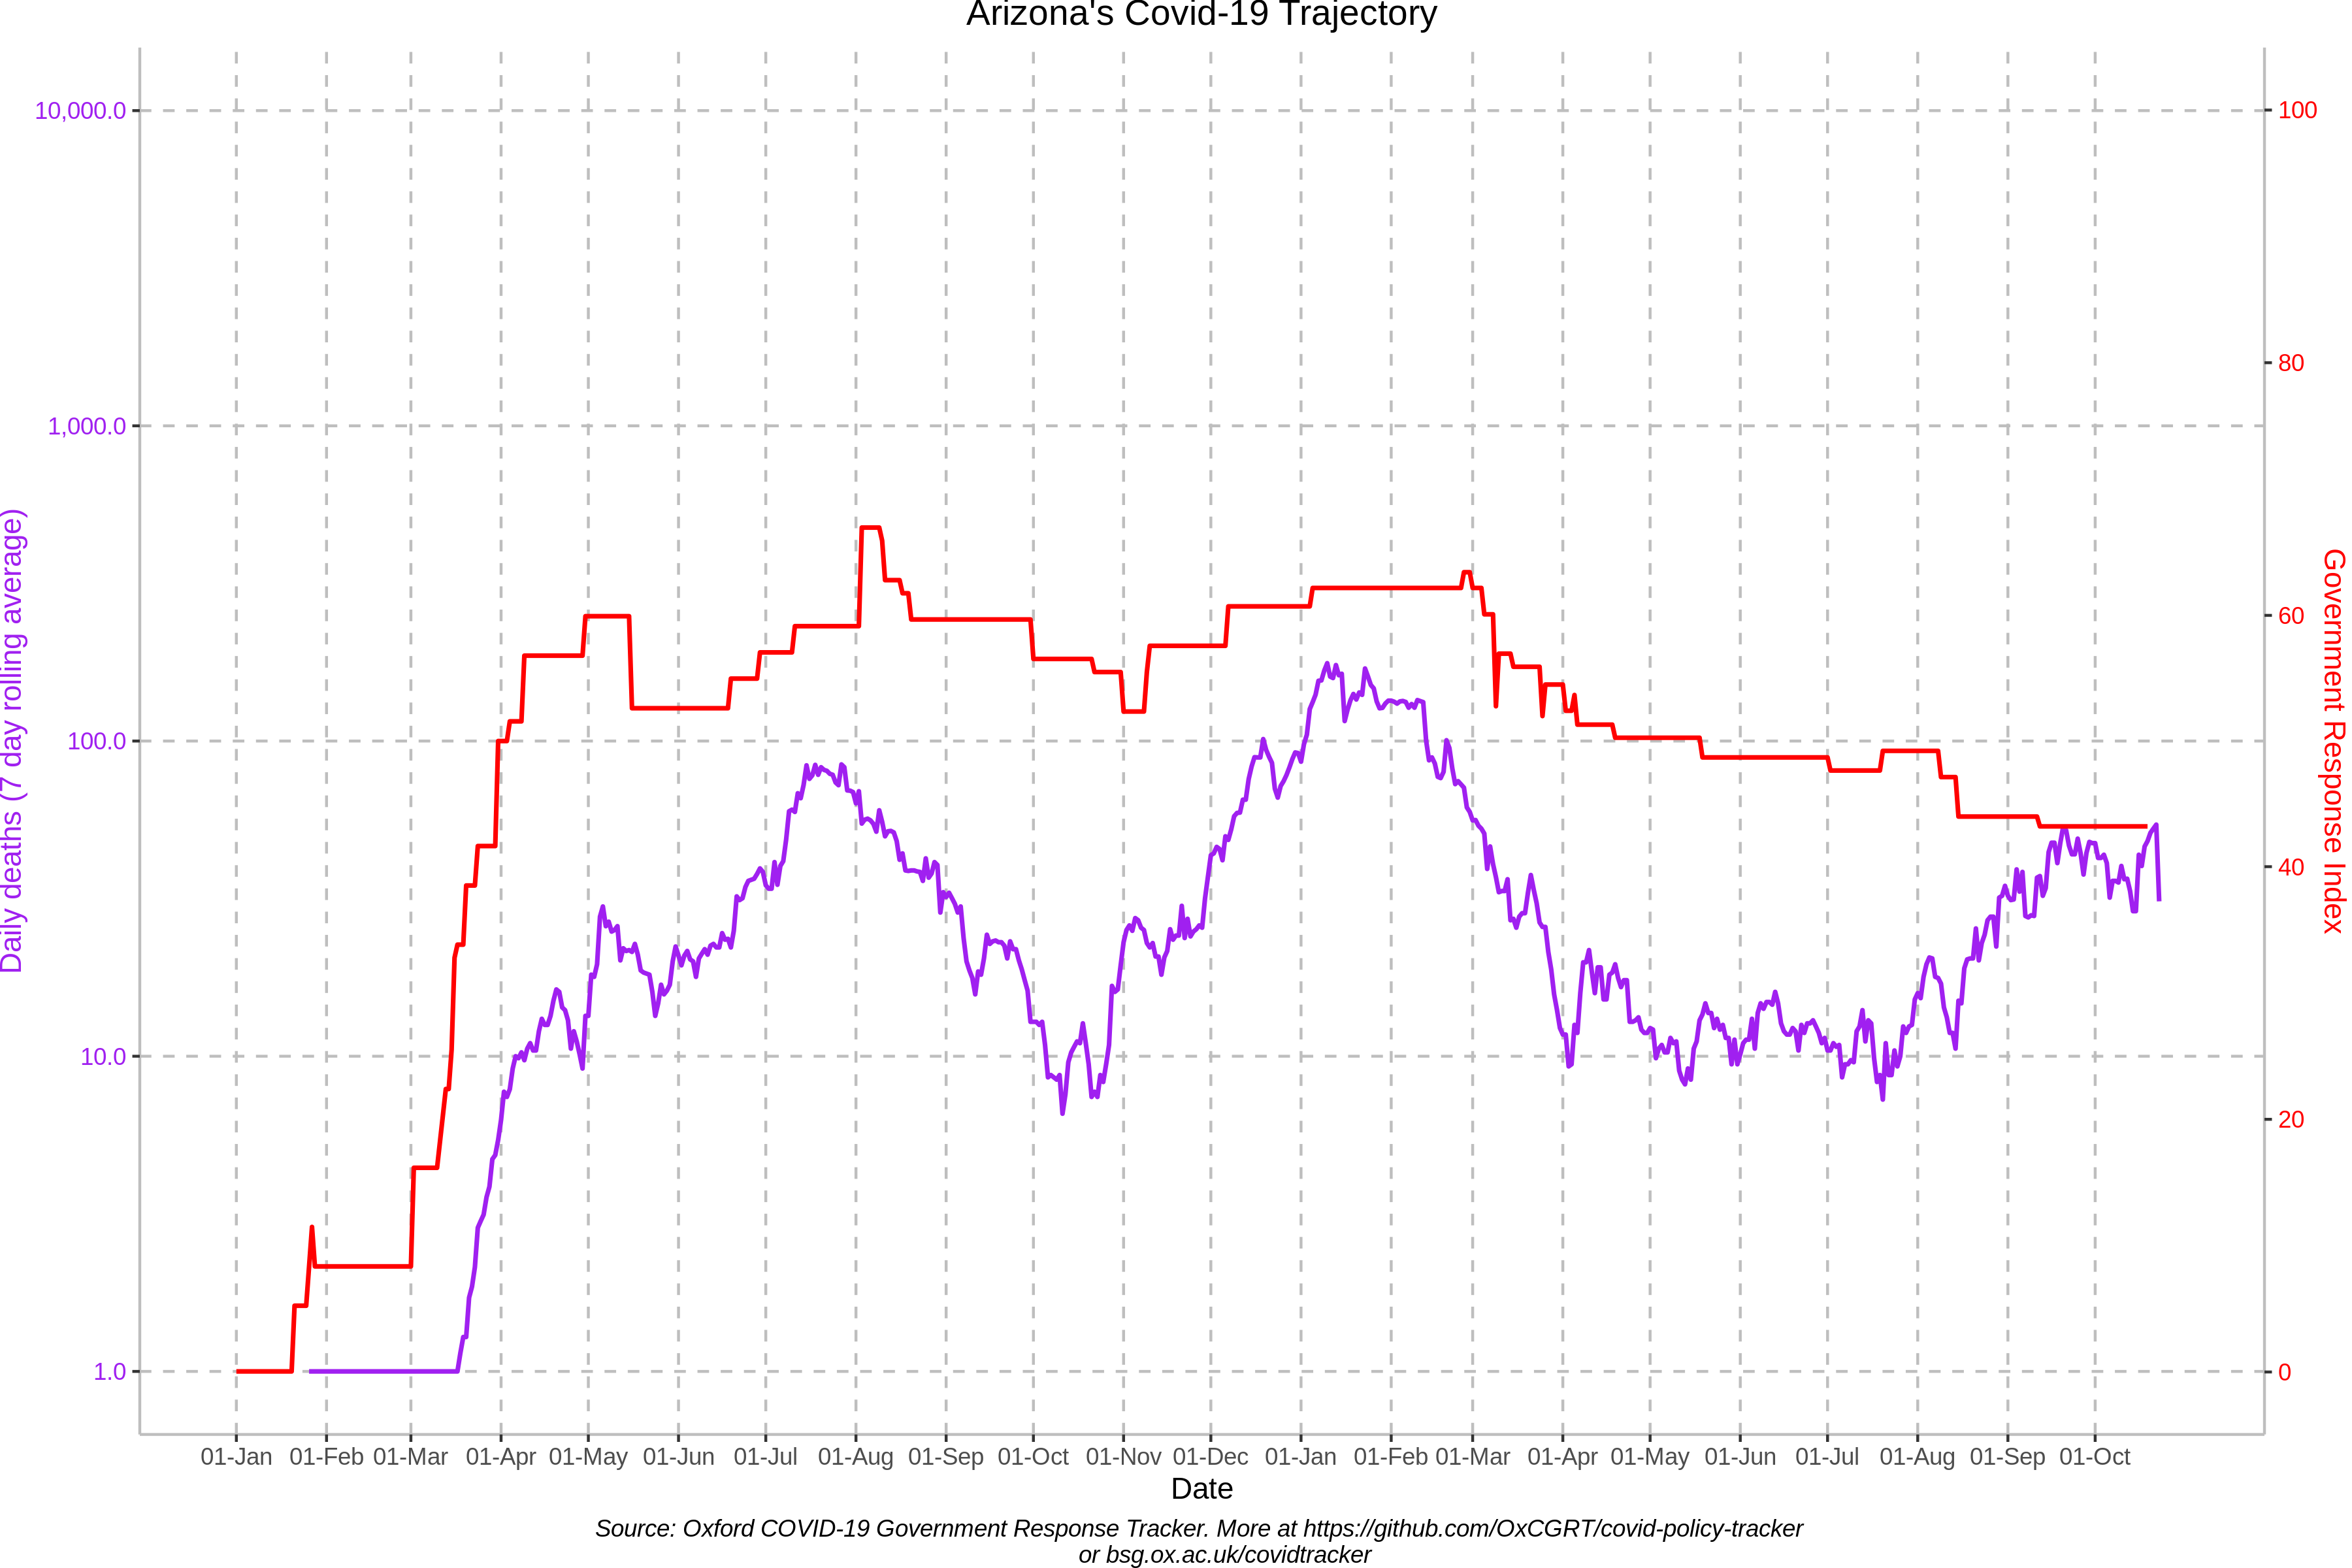 Arizona's Covid-19 Trajectory
10,000.0
1,000.0
100.0
10.0
1.0
Daily deaths (7 day rolling average)
100
80
60
40
20
0
Government Response Index
01-Jan 01-Feb 01-Mar 01-Apr 01-May 01-Jun 01-Jul 01-Aug 01-Sep 01-Oct 01-Nov 01-Dec 01-Jan 01-Feb 01-Mar 01-Apr 01-May 01-Jun 01-Jul 01-Aug 01-Sep 01-Oct
Date
Source: Oxford COVID-19 Government Response Tracker. More at https://github.com/OxCGRT/covid-policy-tracker
or bsg.ox.ac.uk/covidtracker